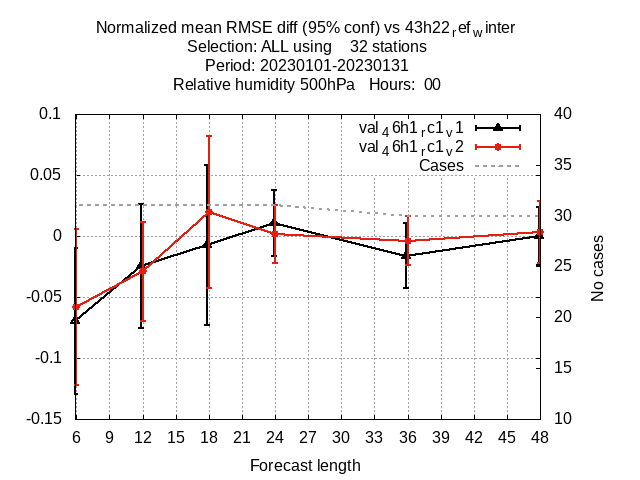 Normalized mean RMSE diff (95% conf) vs 43h22refwinter
Selection: ALL using 32 stations
Period: 20230101-20230131
Relative humidity 500hPa Hours: 00
0.1
0.05
0
-0.05
-0.1
-0.15
val46h1rc1v1
val46h1rc1v2
Cases
40
35
30
25
20
15
10
No cases
6 9 12 15 18 21 24 27 30 33 36 39 42 45 48
Forecast length